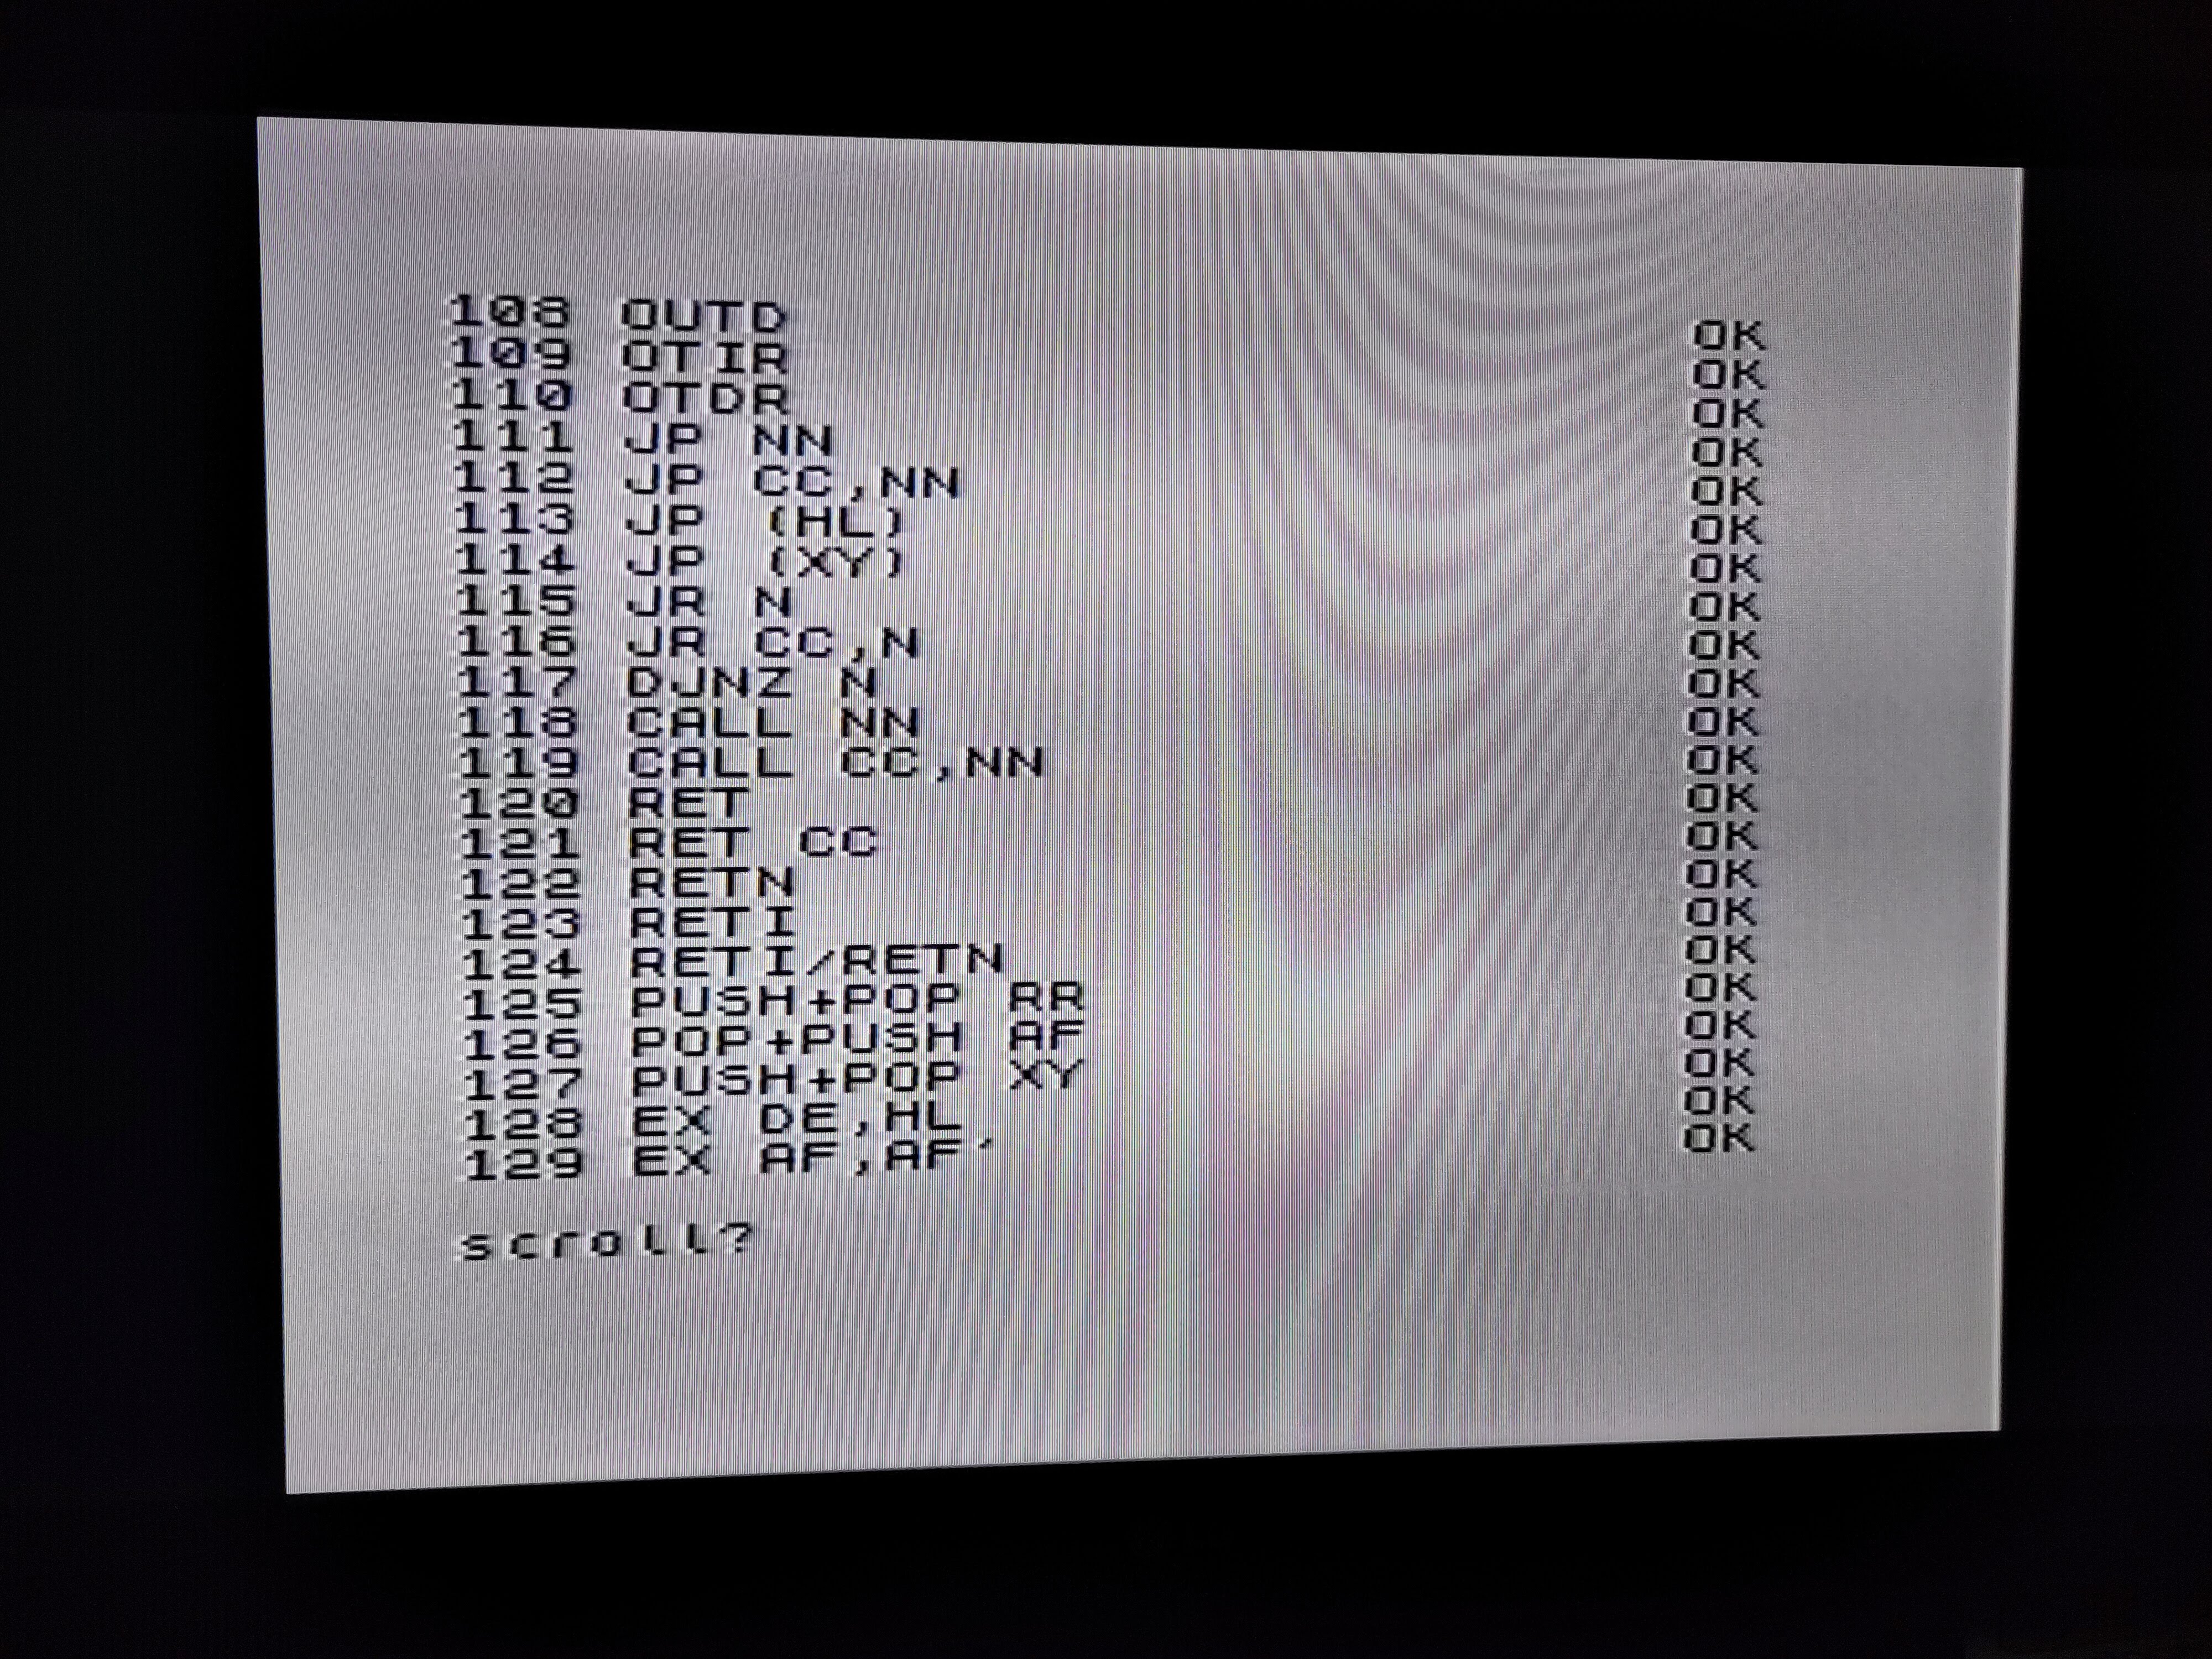 108 OUTD OK
109 OTIR OK
110 OTDR OK
111 JP NN OK
112 JP CC,NN OK
113 JP (HL) OK
114 JP (XY) OK
115 JR N OK
116 JR CC,N OK
117 DJNZ N OK
118 CALL NN OK
119 CALL CC,NN OK
120 RET OK
121 RET CC OK
122 RETN OK
123 RETI OK
124 RETI/RETN OK
125 PUSH+POP RR OK
126 POP+PUSH AF OK
127 PUSH+POP XY OK
128 EX DE,HL OK
129 EX AF,AF' OK
scroll?